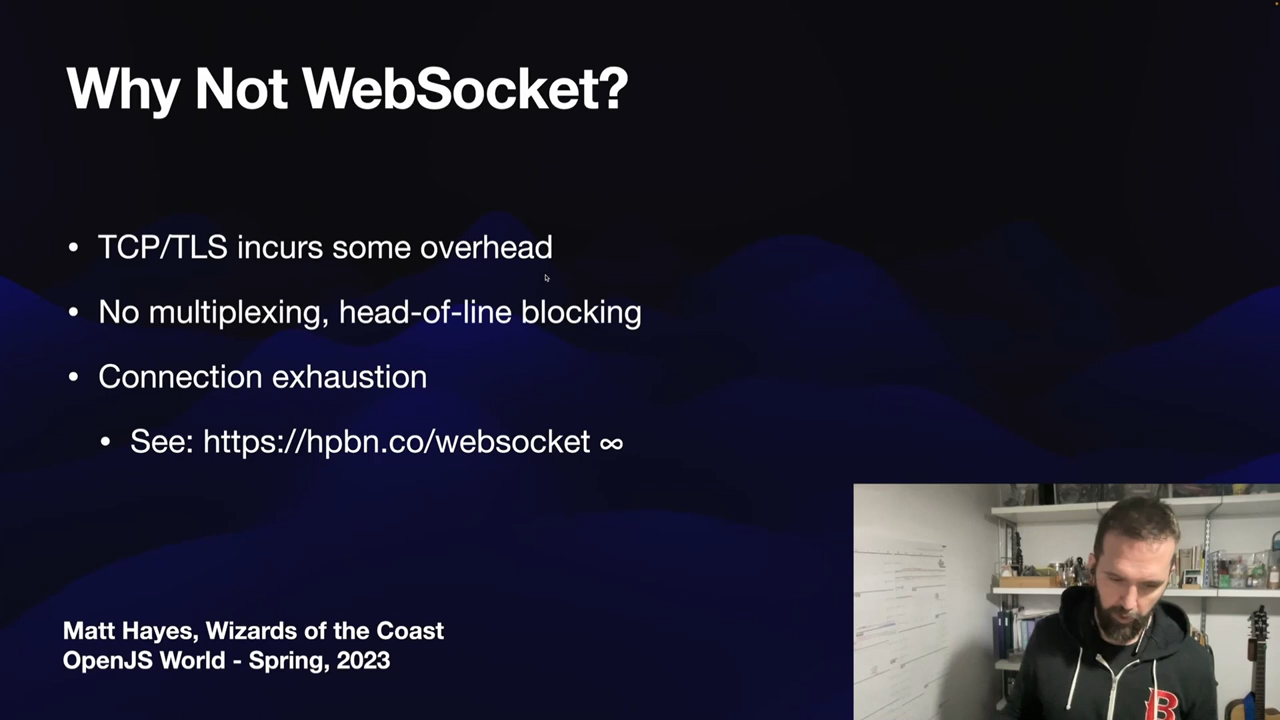 Why Not WebSocket?
• TCP/TLS incurs some overhead
• No multiplexing, head-of-line blocking
• Connection exhaustion
• See: https://hpbn.co/websocket ∞
Matt Hayes, Wizards of the Coast
OpenJS World - Spring, 2023
B